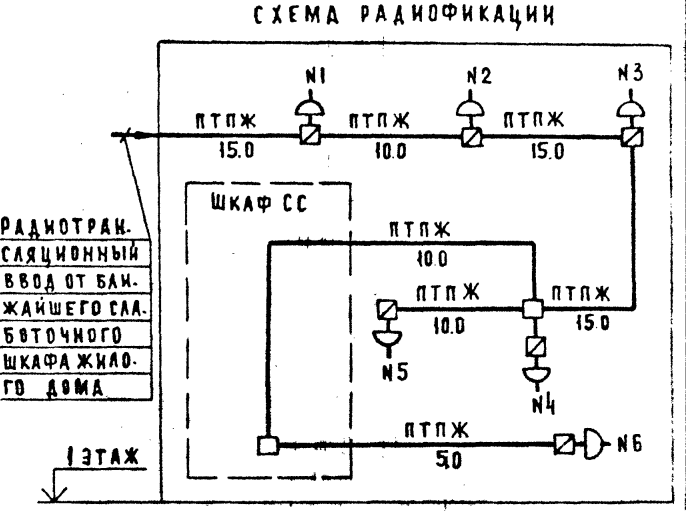 СХЕМА РАДИОФИКАЦИИ
N1
N2
N3
ПТПЖ
15.0
ПТПЖ
10.0
ПТПЖ
15.0
РАДИОТРАН-
СЛЯЦИОННЫЙ
ВВОД ОТ БЛИ-
ЖАЙШЕГО СЛА-
БОТОЧНОГО
ШКАФА ЖИЛО-
ГО ДОМА
ШКАФ СС
ПТПЖ
10.0
ПТПЖ
10.0
ПТПЖ
15.0
N5
N4
ПТПЖ
5.0
N6
1 ЭТАЖ